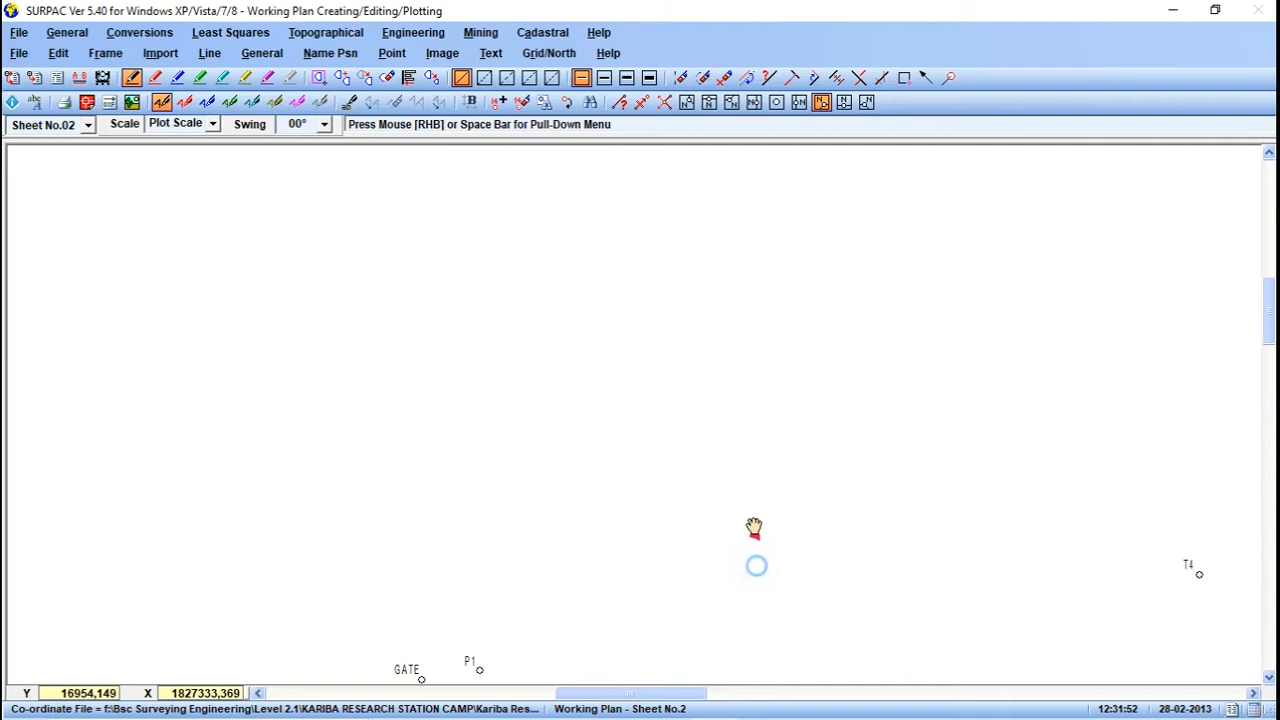 SURPAC Ver 5.40 for Windows XP/Vista/7/8 - Working Plan Creating/Editing/Plotting
File General Conversions Least Squares Topographical Engineering Mining Cadastral Help
File Edit Frame Import Line General Name Psn Point Image Text Grid/North Help
Sheet No.02 Scale Plot Scale Swing 00° Press Mouse [RHB] or Space Bar for Pull-Down Menu
T4
P1
GATE
Y 16954,149 X 1827333,369
Co-ordinate File = f:\Bsc Surveying Engineering\Level 2.1\KARIBA RESEARCH STATION CAMP\Kariba Res... Working Plan - Sheet No.2 12:31:52 28-02-2013